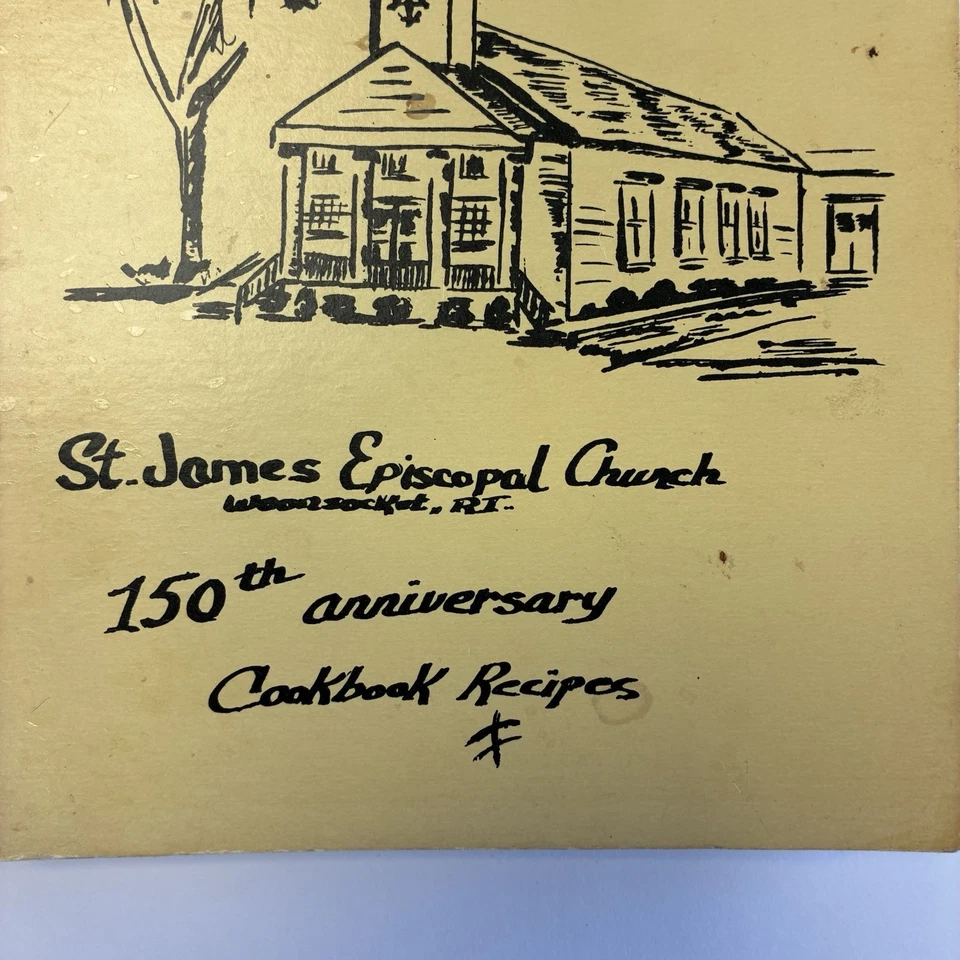 St. James Episcopal Church
Woonsocket, RI.
150th anniversary
Cookbook Recipes